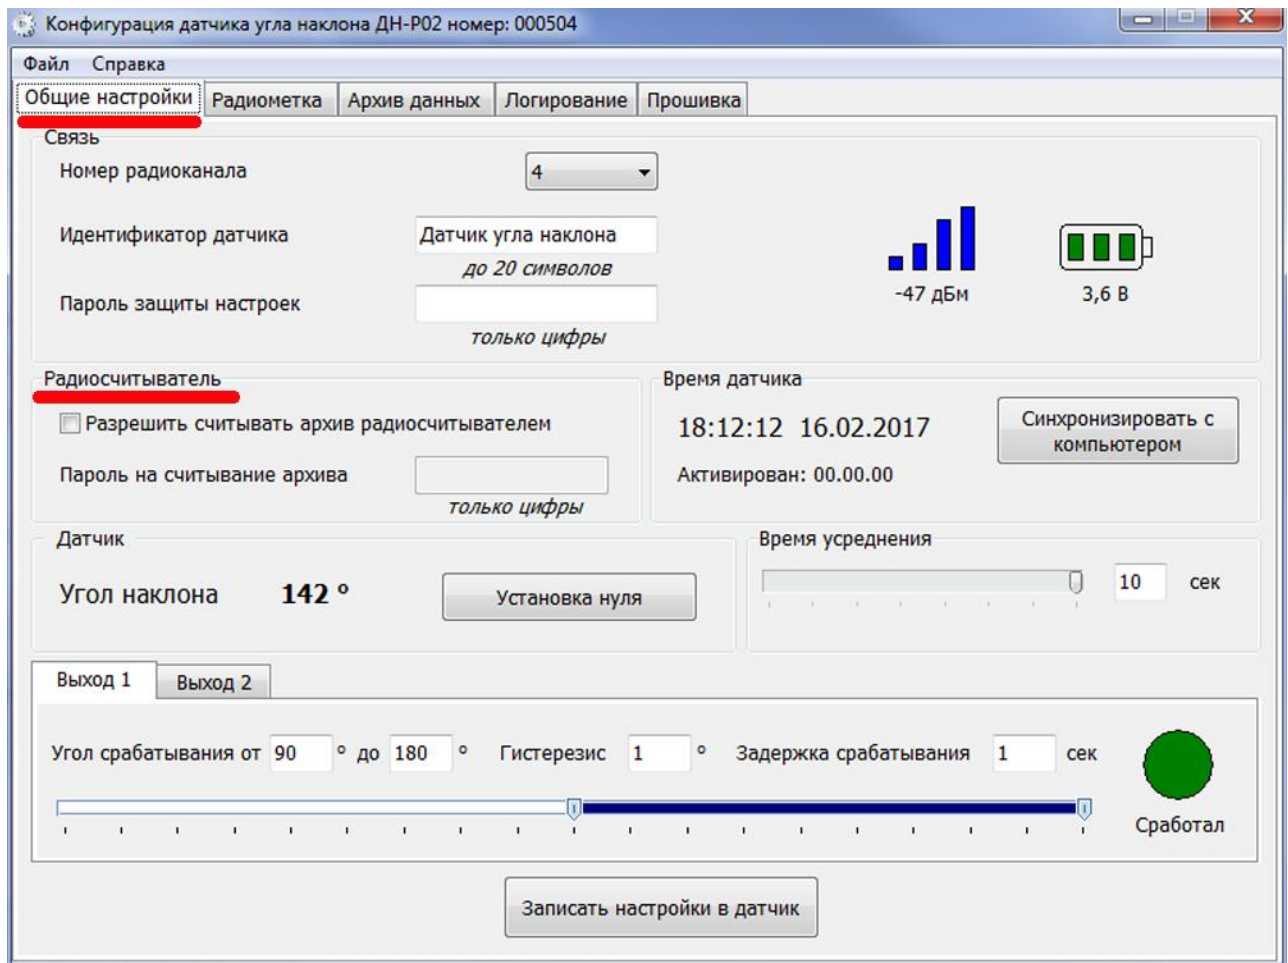 Конфигурация датчика угла наклона ДН-P02 номер: 000504
Файл Справка
Общие настройки Радиометка Архив данных Логирование Прошивка
Связь
Номер радиоканала 4
Идентификатор датчика Датчик угла наклона
до 20 символов
-47 дБм 3,6 В
Пароль защиты настроек
только цифры
Радиосчитыватель
Разрешить считывать архив радиосчитывателем
Пароль на считывание архива
только цифры
Время датчика
18:12:12 16.02.2017
Синхронизировать с
компьютером
Активирован: 00.00.00
Датчик
Угол наклона 142 ° Установка нуля
Время усреднения
10 сек
Выход 1 Выход 2
Угол срабатывания от 90 ° до 180 ° Гистерезис 1 ° Задержка срабатывания 1 сек
Сработал
Записать настройки в датчик